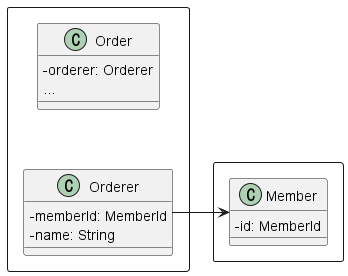 C Order
-orderer: Orderer
...
C Orderer
-memberId: MemberId
-name: String
C Member
-id: MemberId